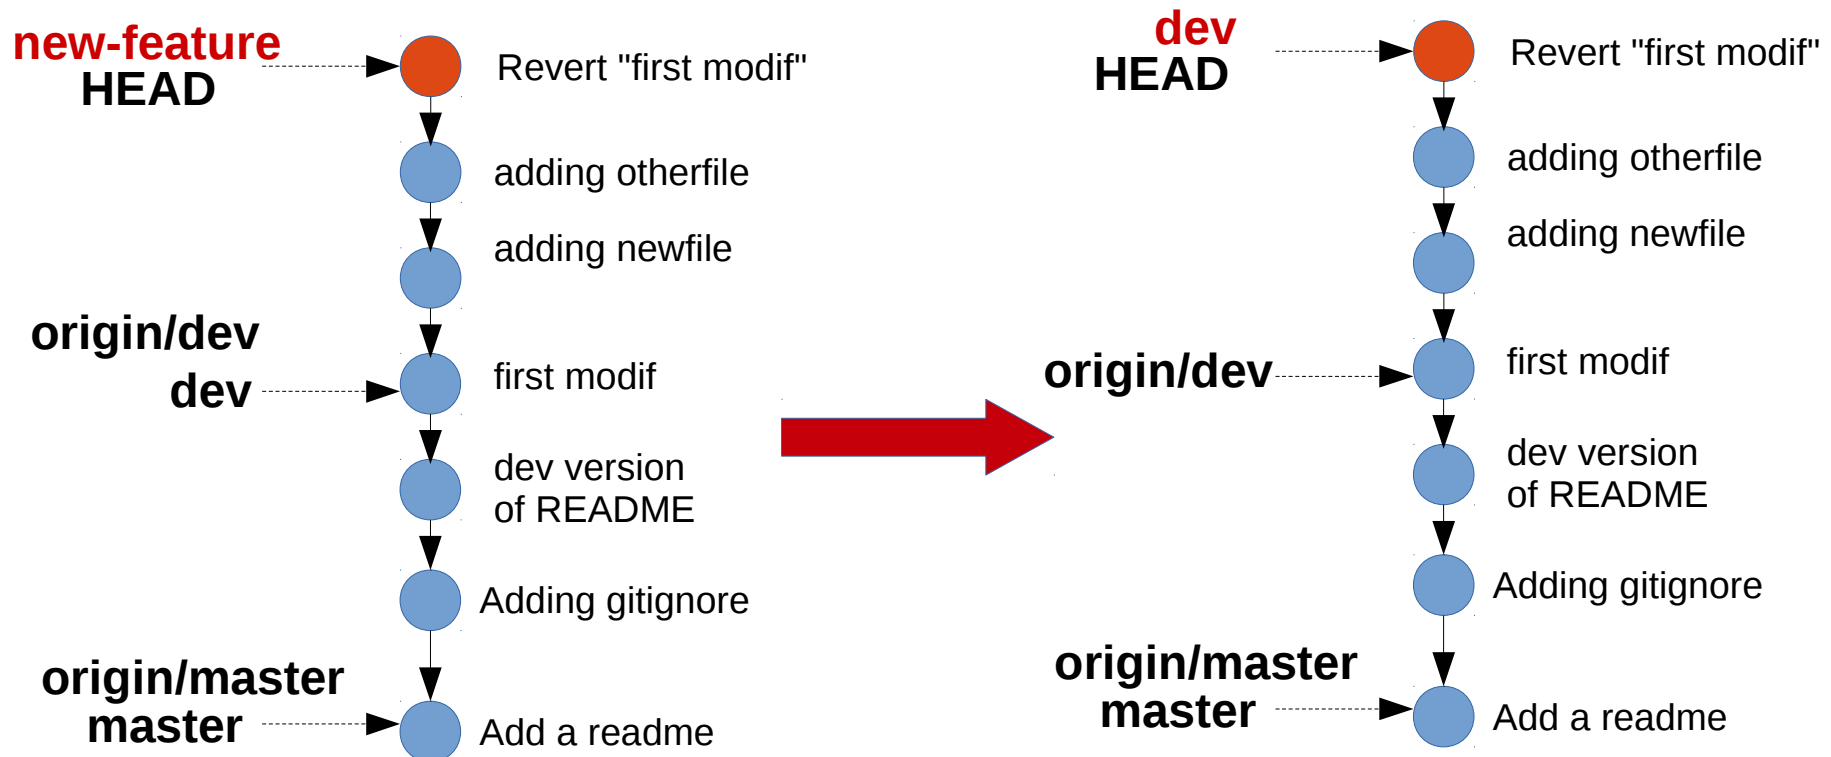 new-feature
HEAD
Revert "first modif"
adding otherfile
adding newfile
origin/dev
dev
first modif
dev version
of README
Adding gitignore
origin/master
master
Add a readme
dev
HEAD
Revert "first modif"
adding otherfile
adding newfile
origin/dev
first modif
dev version
of README
Adding gitignore
origin/master
master
Add a readme